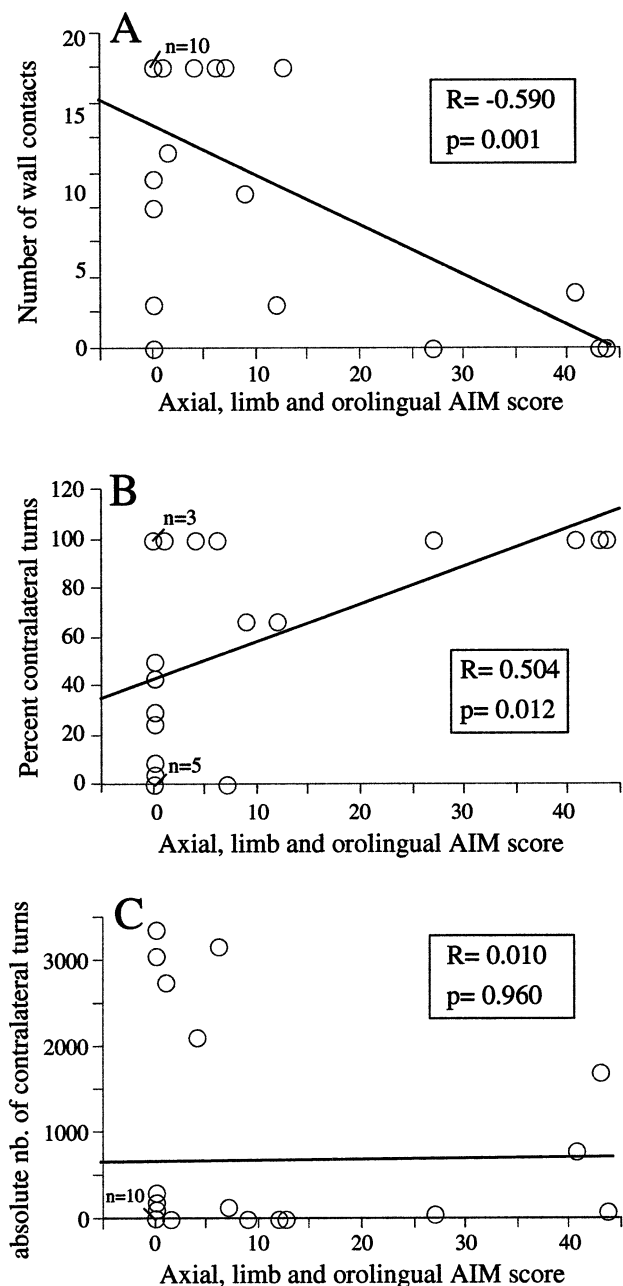 A
n=10
R= -0.590
p= 0.001
Number of wall contacts
20
15
10
5
0
0 10 20 30 40
Axial, limb and orolingual AIM score
B
n=3
R= 0.504
p= 0.012
n=5
Percent contralateral turns
120
100
80
60
40
20
0
0 10 20 30 40
Axial, limb and orolingual AIM score
C
R= 0.010
p= 0.960
n=10
absolute nb. of contralateral turns
3000
2000
1000
0
0 10 20 30 40
Axial, limb and orolingual AIM score